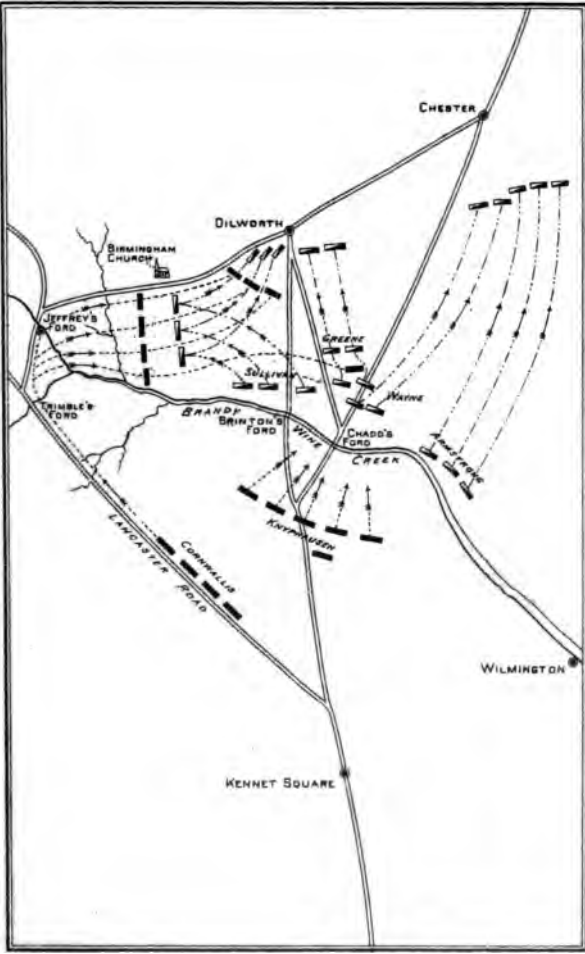 CHESTER
DILWORTH
BIRMINGHAM
CHURCH
JEFFREY'S
FORD
GREENE
SULLIVAN
WAYNE
TRIMBLE'S
FORD
BRANDY
BRINTON'S
FORD
WINE
CHADD'S
FORD
CREEK
ARMSTRONG
KNYPHAUSEN
CORNWALLIS
LANCASTER ROAD
WILMINGTON
KENNET SQUARE